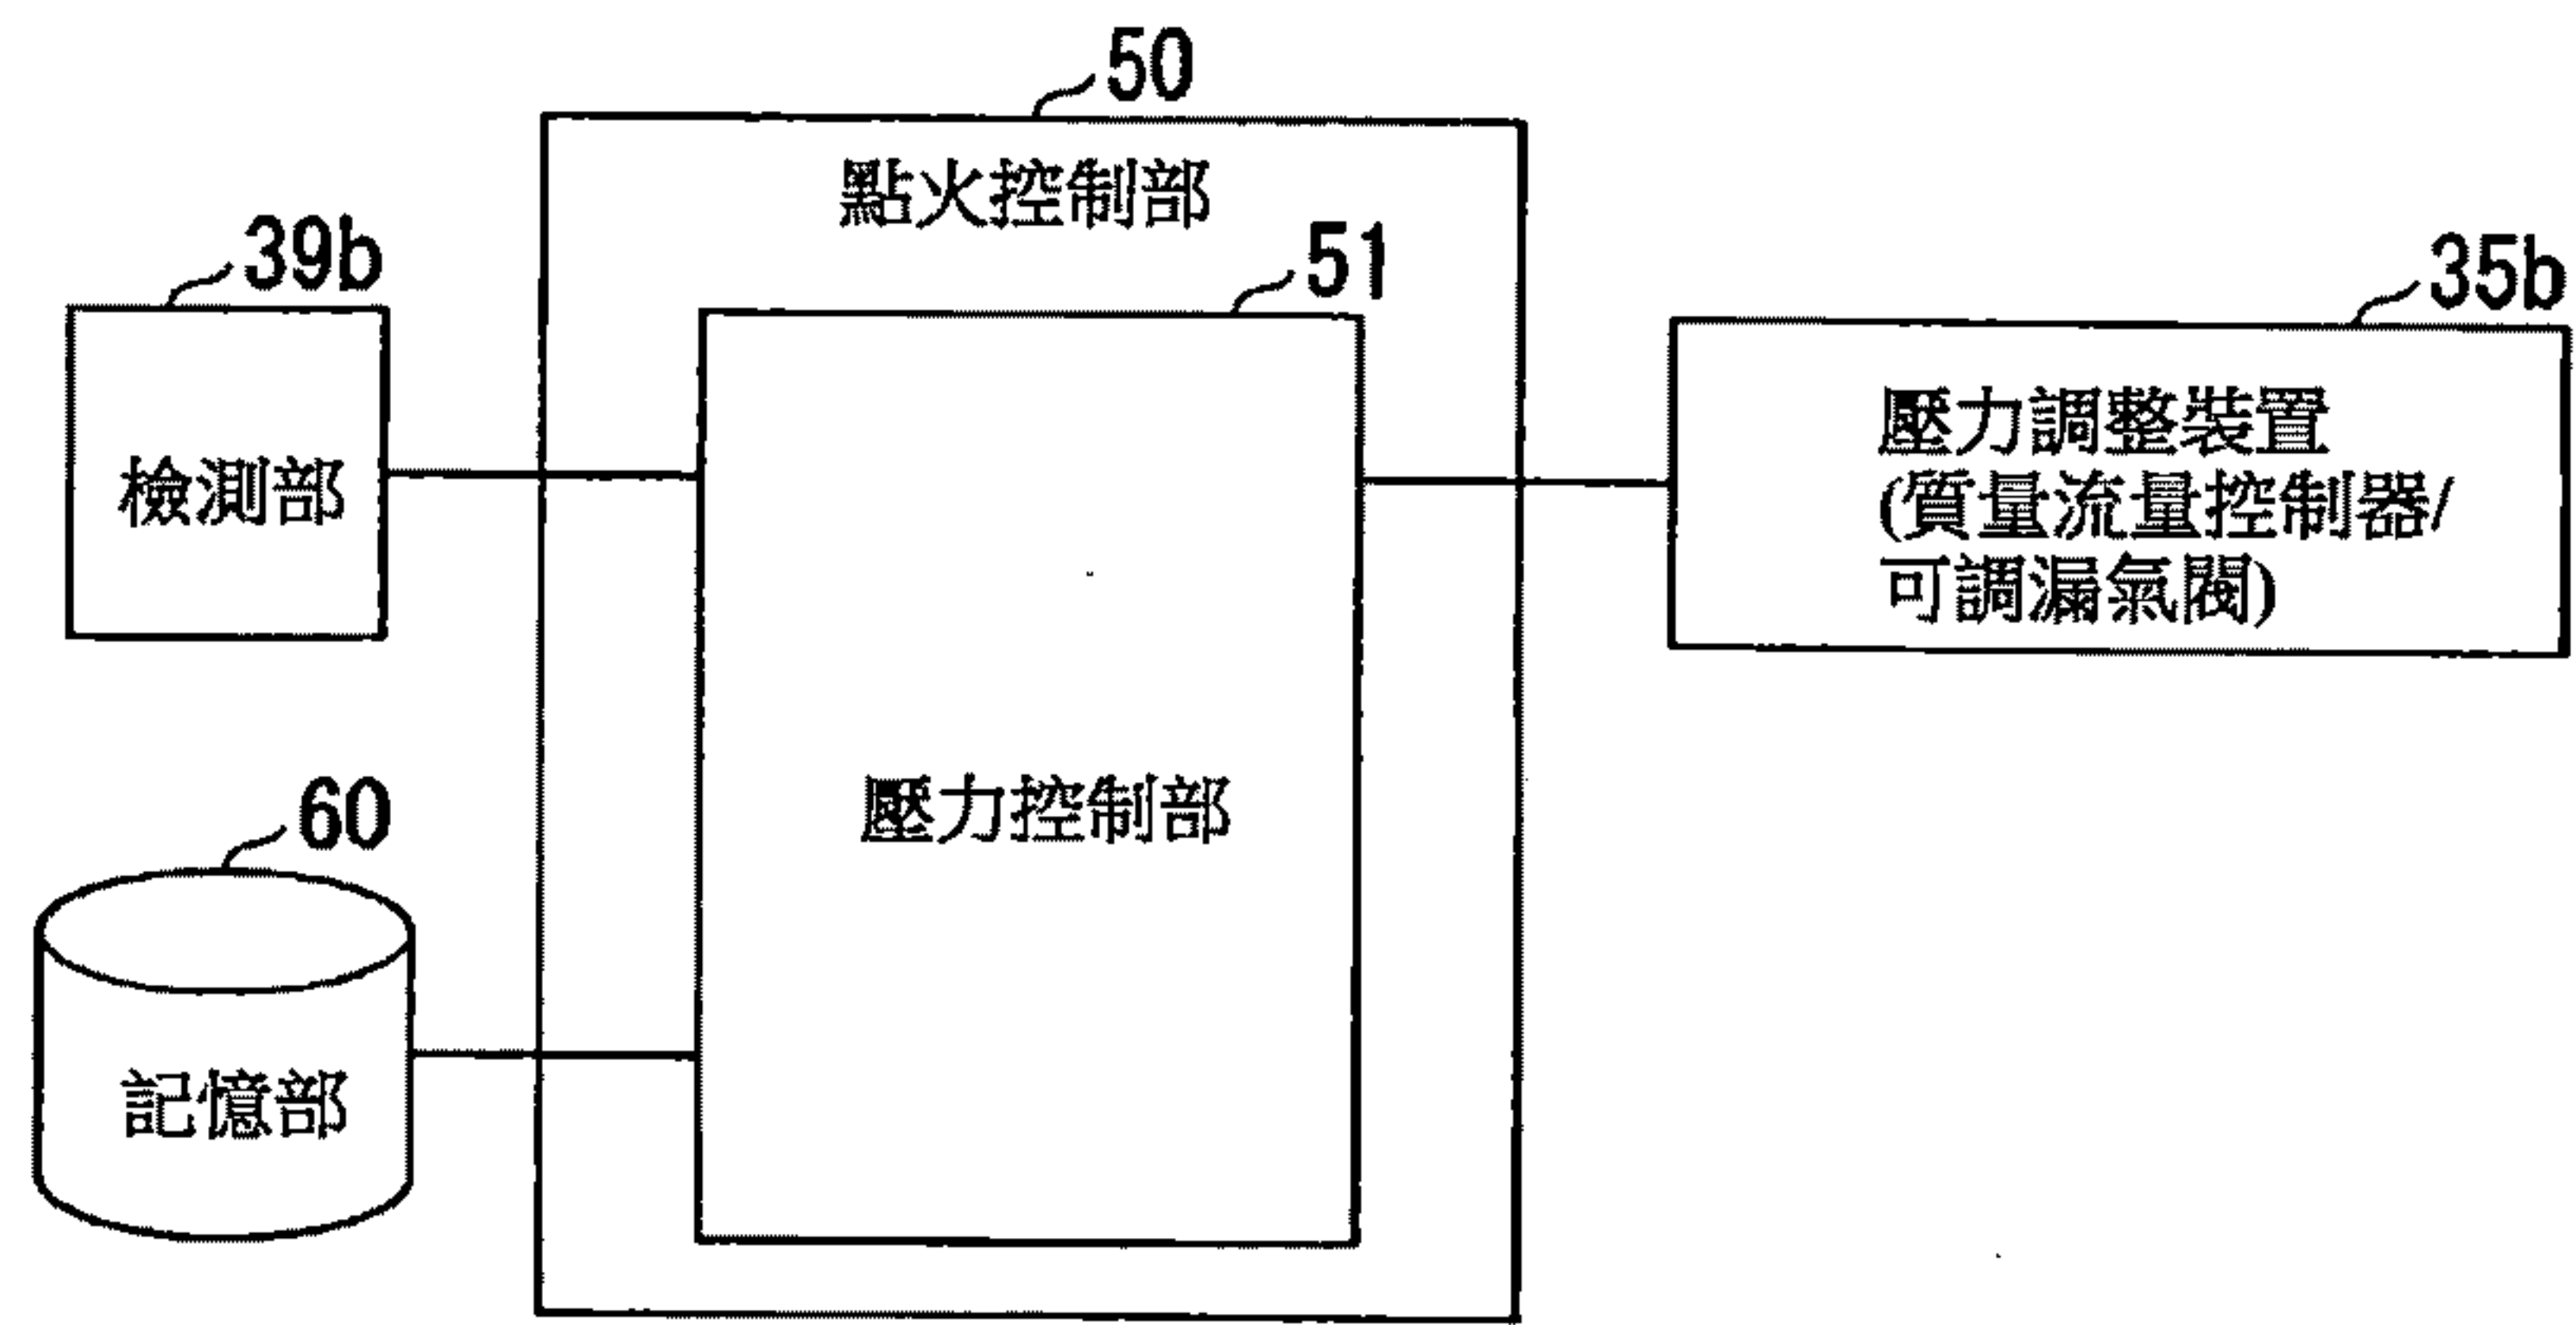 50
點火控制部
39b
檢測部
51
壓力控制部
35b
壓力調整裝置
(質量流量控制器/
可調漏氣閥)
60
記憶部